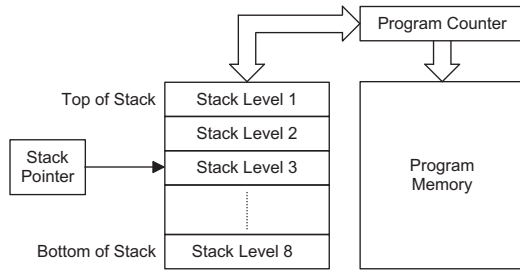 Program Counter
Top of Stack
Stack Level 1
Stack Level 2
Stack
Pointer
Stack Level 3
Program
Memory
Bottom of Stack
Stack Level 8